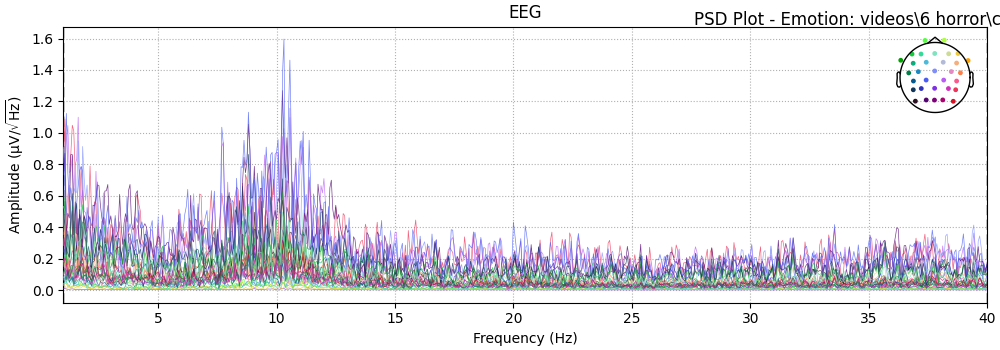 EEG
PSD Plot - Emotion: videos\6 horror\c
1.6
1.4
1.2
1.0
0.8
0.6
0.4
0.2
0.0
Amplitude (µV/√Hz)
5 10 15 20 25 30 35 40
Frequency (Hz)